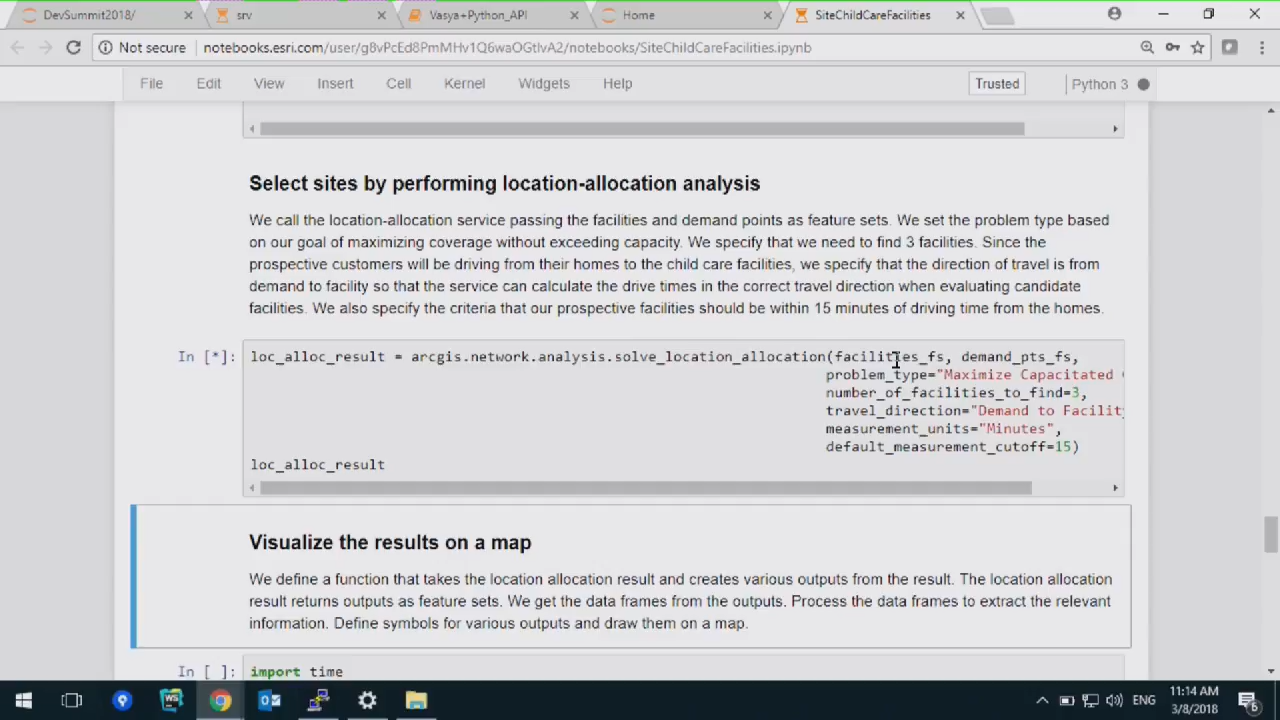 DevSummit2018/
srv
Vasya+Python_API
Home
SiteChildCareFacilities
Not secure
notebooks.esri.com/user/g8vPcEd8PmMHv1Q6waOGtIvA2/notebooks/SiteChildCareFacilities.ipynb
File Edit View Insert Cell Kernel Widgets Help
Trusted
Python 3
Select sites by performing location-allocation analysis
We call the location-allocation service passing the facilities and demand points as feature sets. We set the problem type based
on our goal of maximizing coverage without exceeding capacity. We specify that we need to find 3 facilities. Since the
prospective customers will be driving from their homes to the child care facilities, we specify that the direction of travel is from
demand to facility so that the service can calculate the drive times in the correct travel direction when evaluating candidate
facilities. We also specify the criteria that our prospective facilities should be within 15 minutes of driving time from the homes.
In [*]:
loc_alloc_result = arcgis.network.analysis.solve_location_allocation(facilities_fs, demand_pts_fs,
problem_type="Maximize Capacitated
number_of_facilities_to_find=3,
travel_direction="Demand to Facility
measurement_units="Minutes",
default_measurement_cutoff=15)
loc_alloc_result
Visualize the results on a map
We define a function that takes the location allocation result and creates various outputs from the result. The location allocation
result returns outputs as feature sets. We get the data frames from the outputs. Process the data frames to extract the relevant
information. Define symbols for various outputs and draw them on a map.
In [ ]:
import time
WS
ENG
11:14 AM
3/8/2018
6